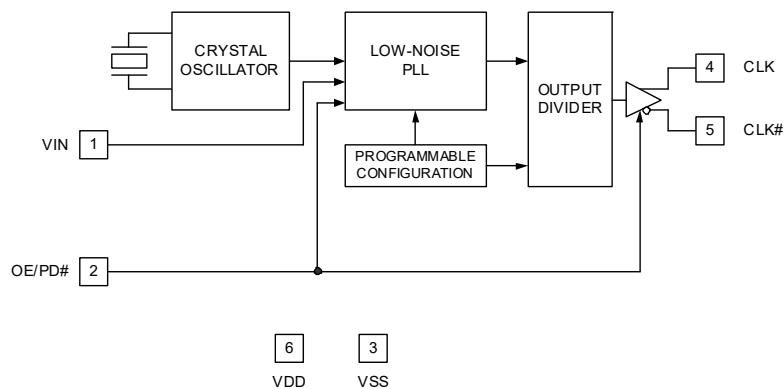 CRYSTAL
OSCILLATOR
LOW-NOISE
PLL
OUTPUT
DIVIDER
4 CLK
5 CLK#
VIN 1
PROGRAMMABLE
CONFIGURATION
OE/PD# 2
6 3
VDD VSS